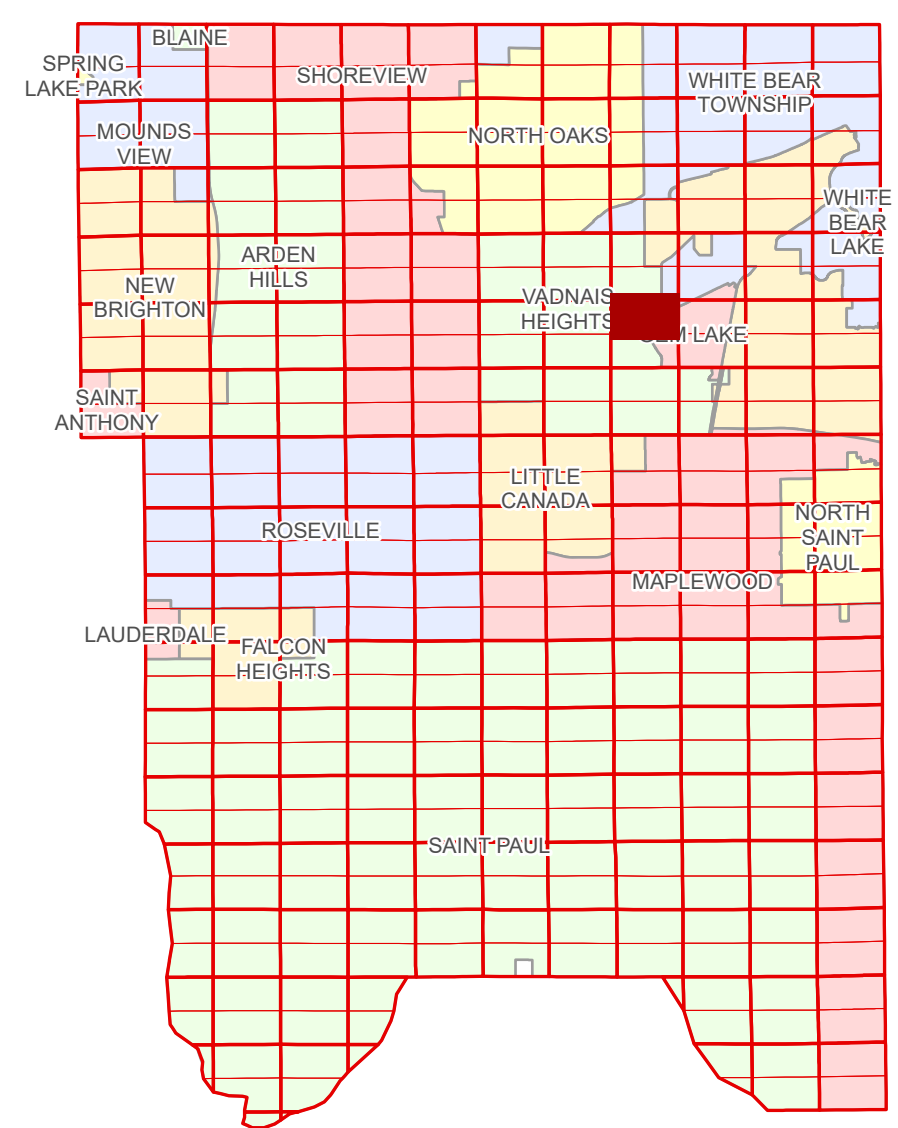 BLAINE
SPRING
LAKE PARK
SHOREVIEW
WHITE BEAR
TOWNSHIP
MOUNDS
VIEW
NORTH OAKS
WHITE
BEAR
LAKE
ARDEN
HILLS
NEW
BRIGHTON
VADNAIS
HEIGHTS
LAKE
SAINT
ANTHONY
LITTLE
CANADA
NORTH
SAINT
PAUL
ROSEVILLE
MAPLEWOOD
LAUDERDALE
FALCON
HEIGHTS
SAINT PAUL